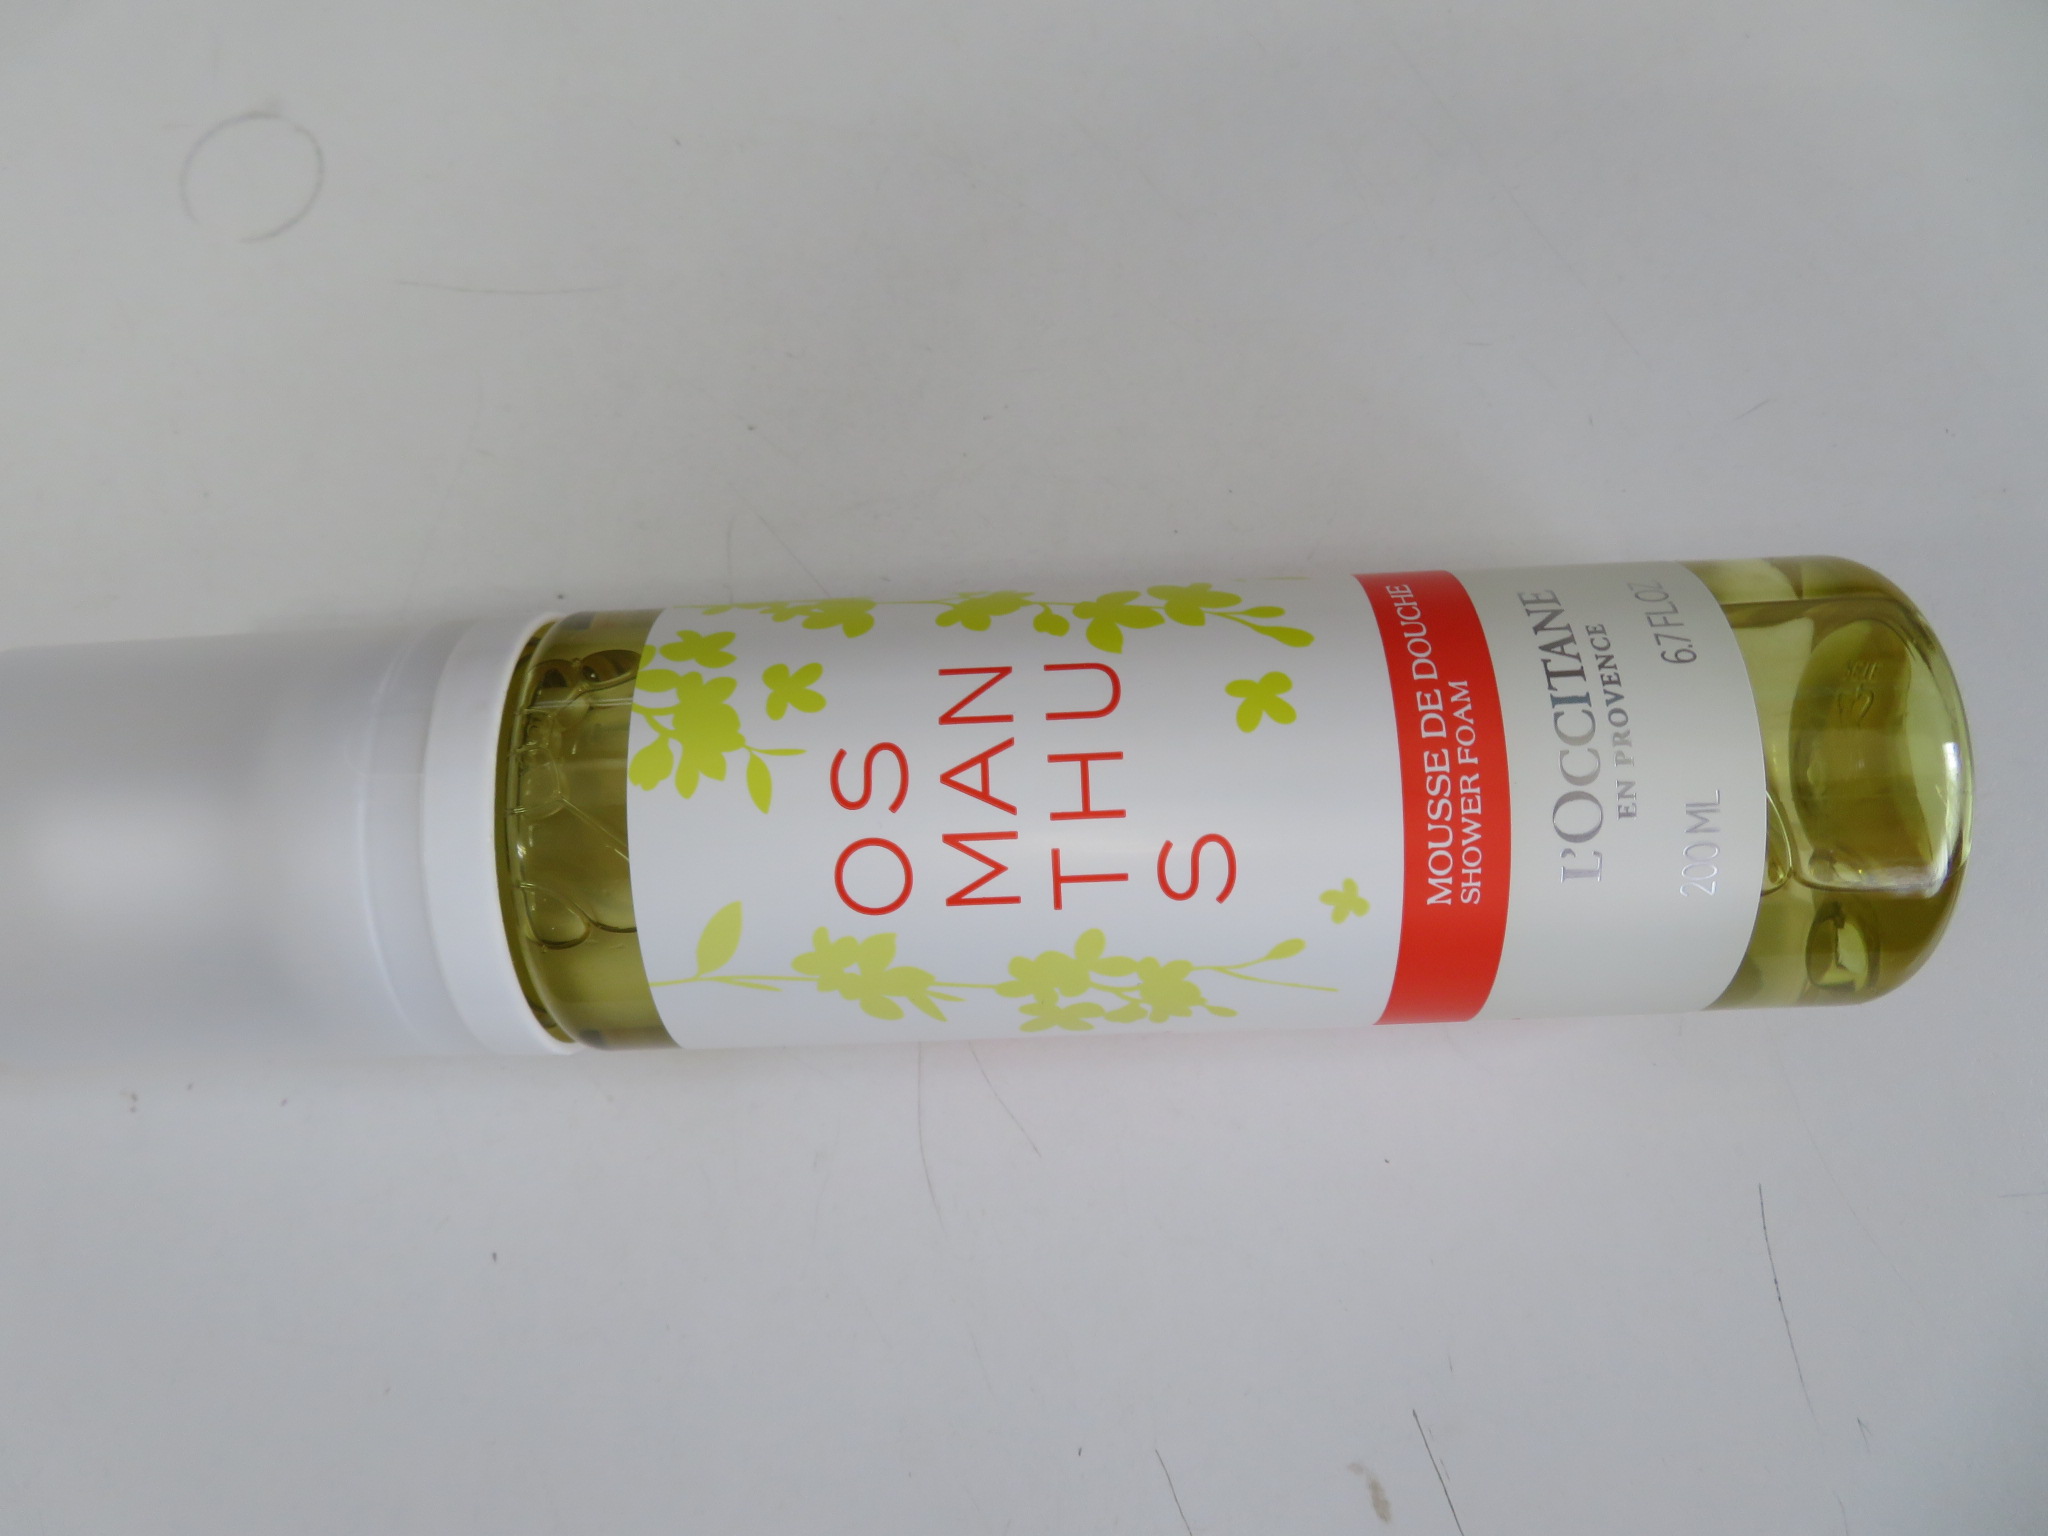 OS
MAN
THU
S
MOUSSE DE DOUCHE
SHOWER FOAM
L'OCCITANE
EN PROVENCE
200 ML 6.7 FL OZ